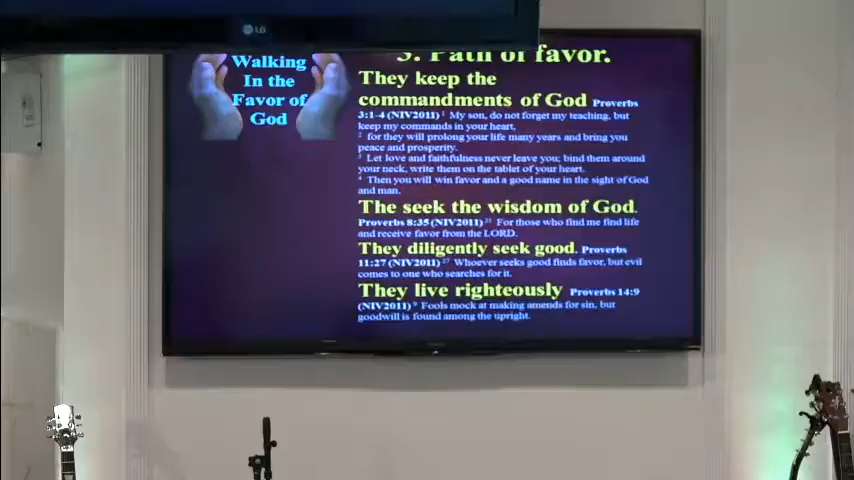 LG
Walking
In the
Favor of
God
3. Path of favor.
They keep the
commandments of God Proverbs
3:1-4 (NIV2011) 1 My son, do not forget my teaching, but
keep my commands in your heart,
2 for they will prolong your life many years and bring you
peace and prosperity.
3 Let love and faithfulness never leave you; bind them around
your neck, write them on the tablet of your heart.
4 Then you will win favor and a good name in the sight of God
and man.
The seek the wisdom of God.
Proverbs 8:35 (NIV2011) 35 For those who find me find life
and receive favor from the LORD.
They diligently seek good. Proverbs
11:27 (NIV2011) 27 Whoever seeks good finds favor, but evil
comes to one who searches for it.
They live righteously Proverbs 14:9
(NIV2011) 9 Fools mock at making amends for sin, but
goodwill is found among the upright.